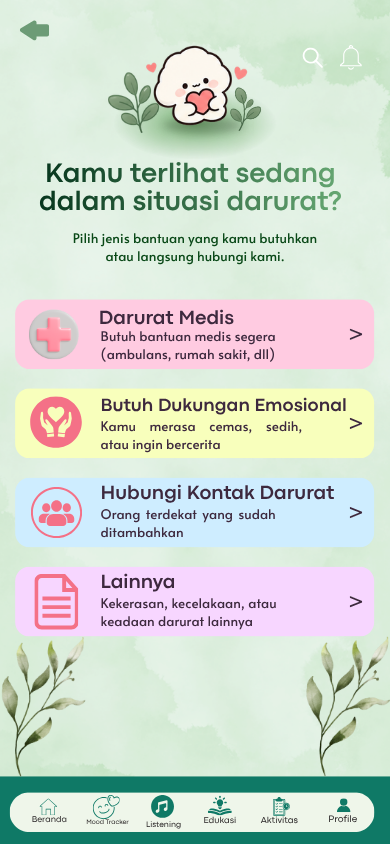 Kamu terlihat sedang
dalam situasi darurat?
Pilih jenis bantuan yang kamu butuhkan
atau langsung hubungi kami.
Darurat Medis
Butuh bantuan medis segera
(ambulans, rumah sakit, dll)
>
Butuh Dukungan Emosional
Kamu merasa cemas, sedih,
atau ingin bercerita
>
Hubungi Kontak Darurat
Orang terdekat yang sudah
ditambahkan
>
Lainnya
Kekerasan, kecelakaan, atau
keadaan darurat lainnya
>
Beranda
Mood Tracker
Listening
Edukasi
Aktivitas
Profile